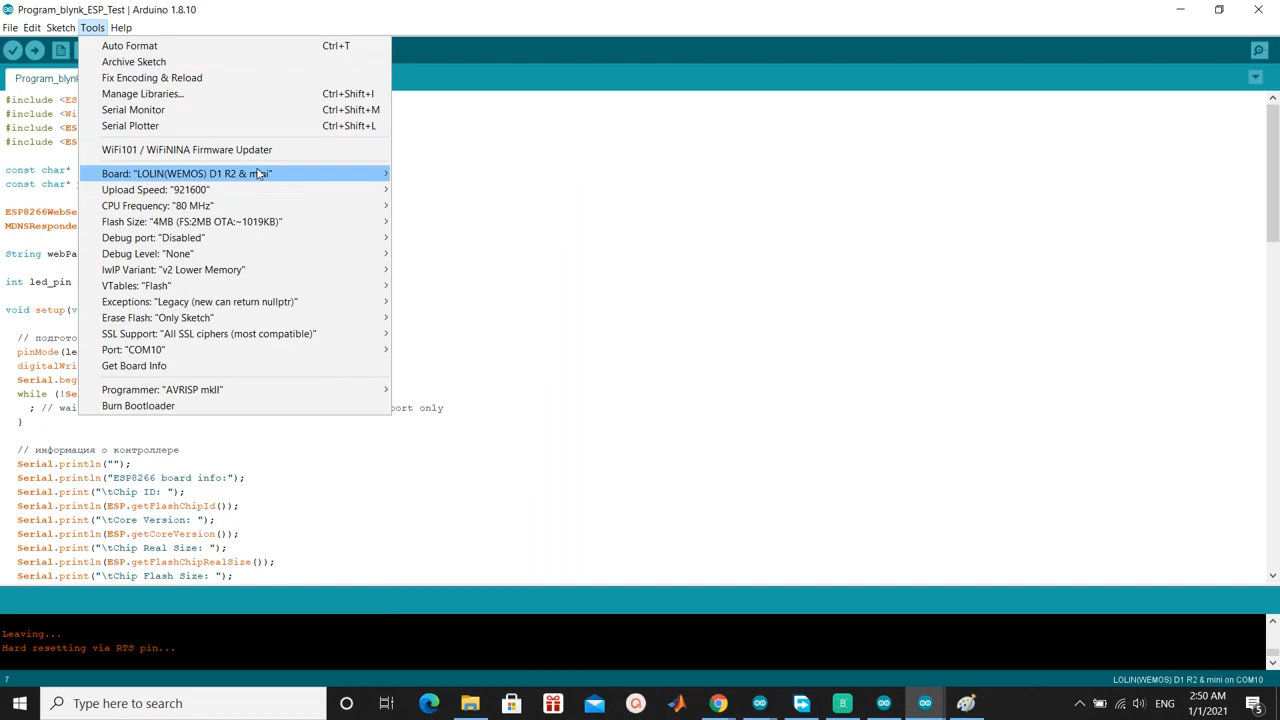 Program_blynk_ESP_Test | Arduino 1.8.10
File Edit Sketch Tools Help
Auto Format Ctrl+T
Archive Sketch
Fix Encoding & Reload
Manage Libraries... Ctrl+Shift+I
Serial Monitor Ctrl+Shift+M
Serial Plotter Ctrl+Shift+L
WiFi101 / WiFiNINA Firmware Updater
Board: "LOLIN(WEMOS) D1 R2 & mini"
Upload Speed: "921600"
CPU Frequency: "80 MHz"
Flash Size: "4MB (FS:2MB OTA:~1019KB)"
Debug port: "Disabled"
Debug Level: "None"
IwIP Variant: "v2 Lower Memory"
VTables: "Flash"
Exceptions: "Legacy (new can return nullptr)"
Erase Flash: "Only Sketch"
SSL Support: "All SSL ciphers (most compatible)"
Port: "COM10"
Get Board Info
Programmer: "AVRISP mkII"
Burn Bootloader
Program_blynk
#include <ES
#include <Wi
#include <ES
#include <ES
const char*
const char*
ESP8266WebSe
MDNSResponde
String webPa
int led_pin
void setup(v
// подгото
pinMode(le
digitalWri
Serial.beg
while (!Se
; // wai port only
}
// информация о контроллере
Serial.println("");
Serial.println("ESP8266 board info:");
Serial.print("\tChip ID: ");
Serial.println(ESP.getFlashChipId());
Serial.print("\tCore Version: ");
Serial.println(ESP.getCoreVersion());
Serial.print("\tChip Real Size: ");
Serial.println(ESP.getFlashChipRealSize());
Serial.print("\tChip Flash Size: ");
Leaving...
Hard resetting via RTS pin...
7 LOLIN(WEMOS) D1 R2 & mini on COM10
Type here to search
ENG
2:50 AM
1/1/2021
5